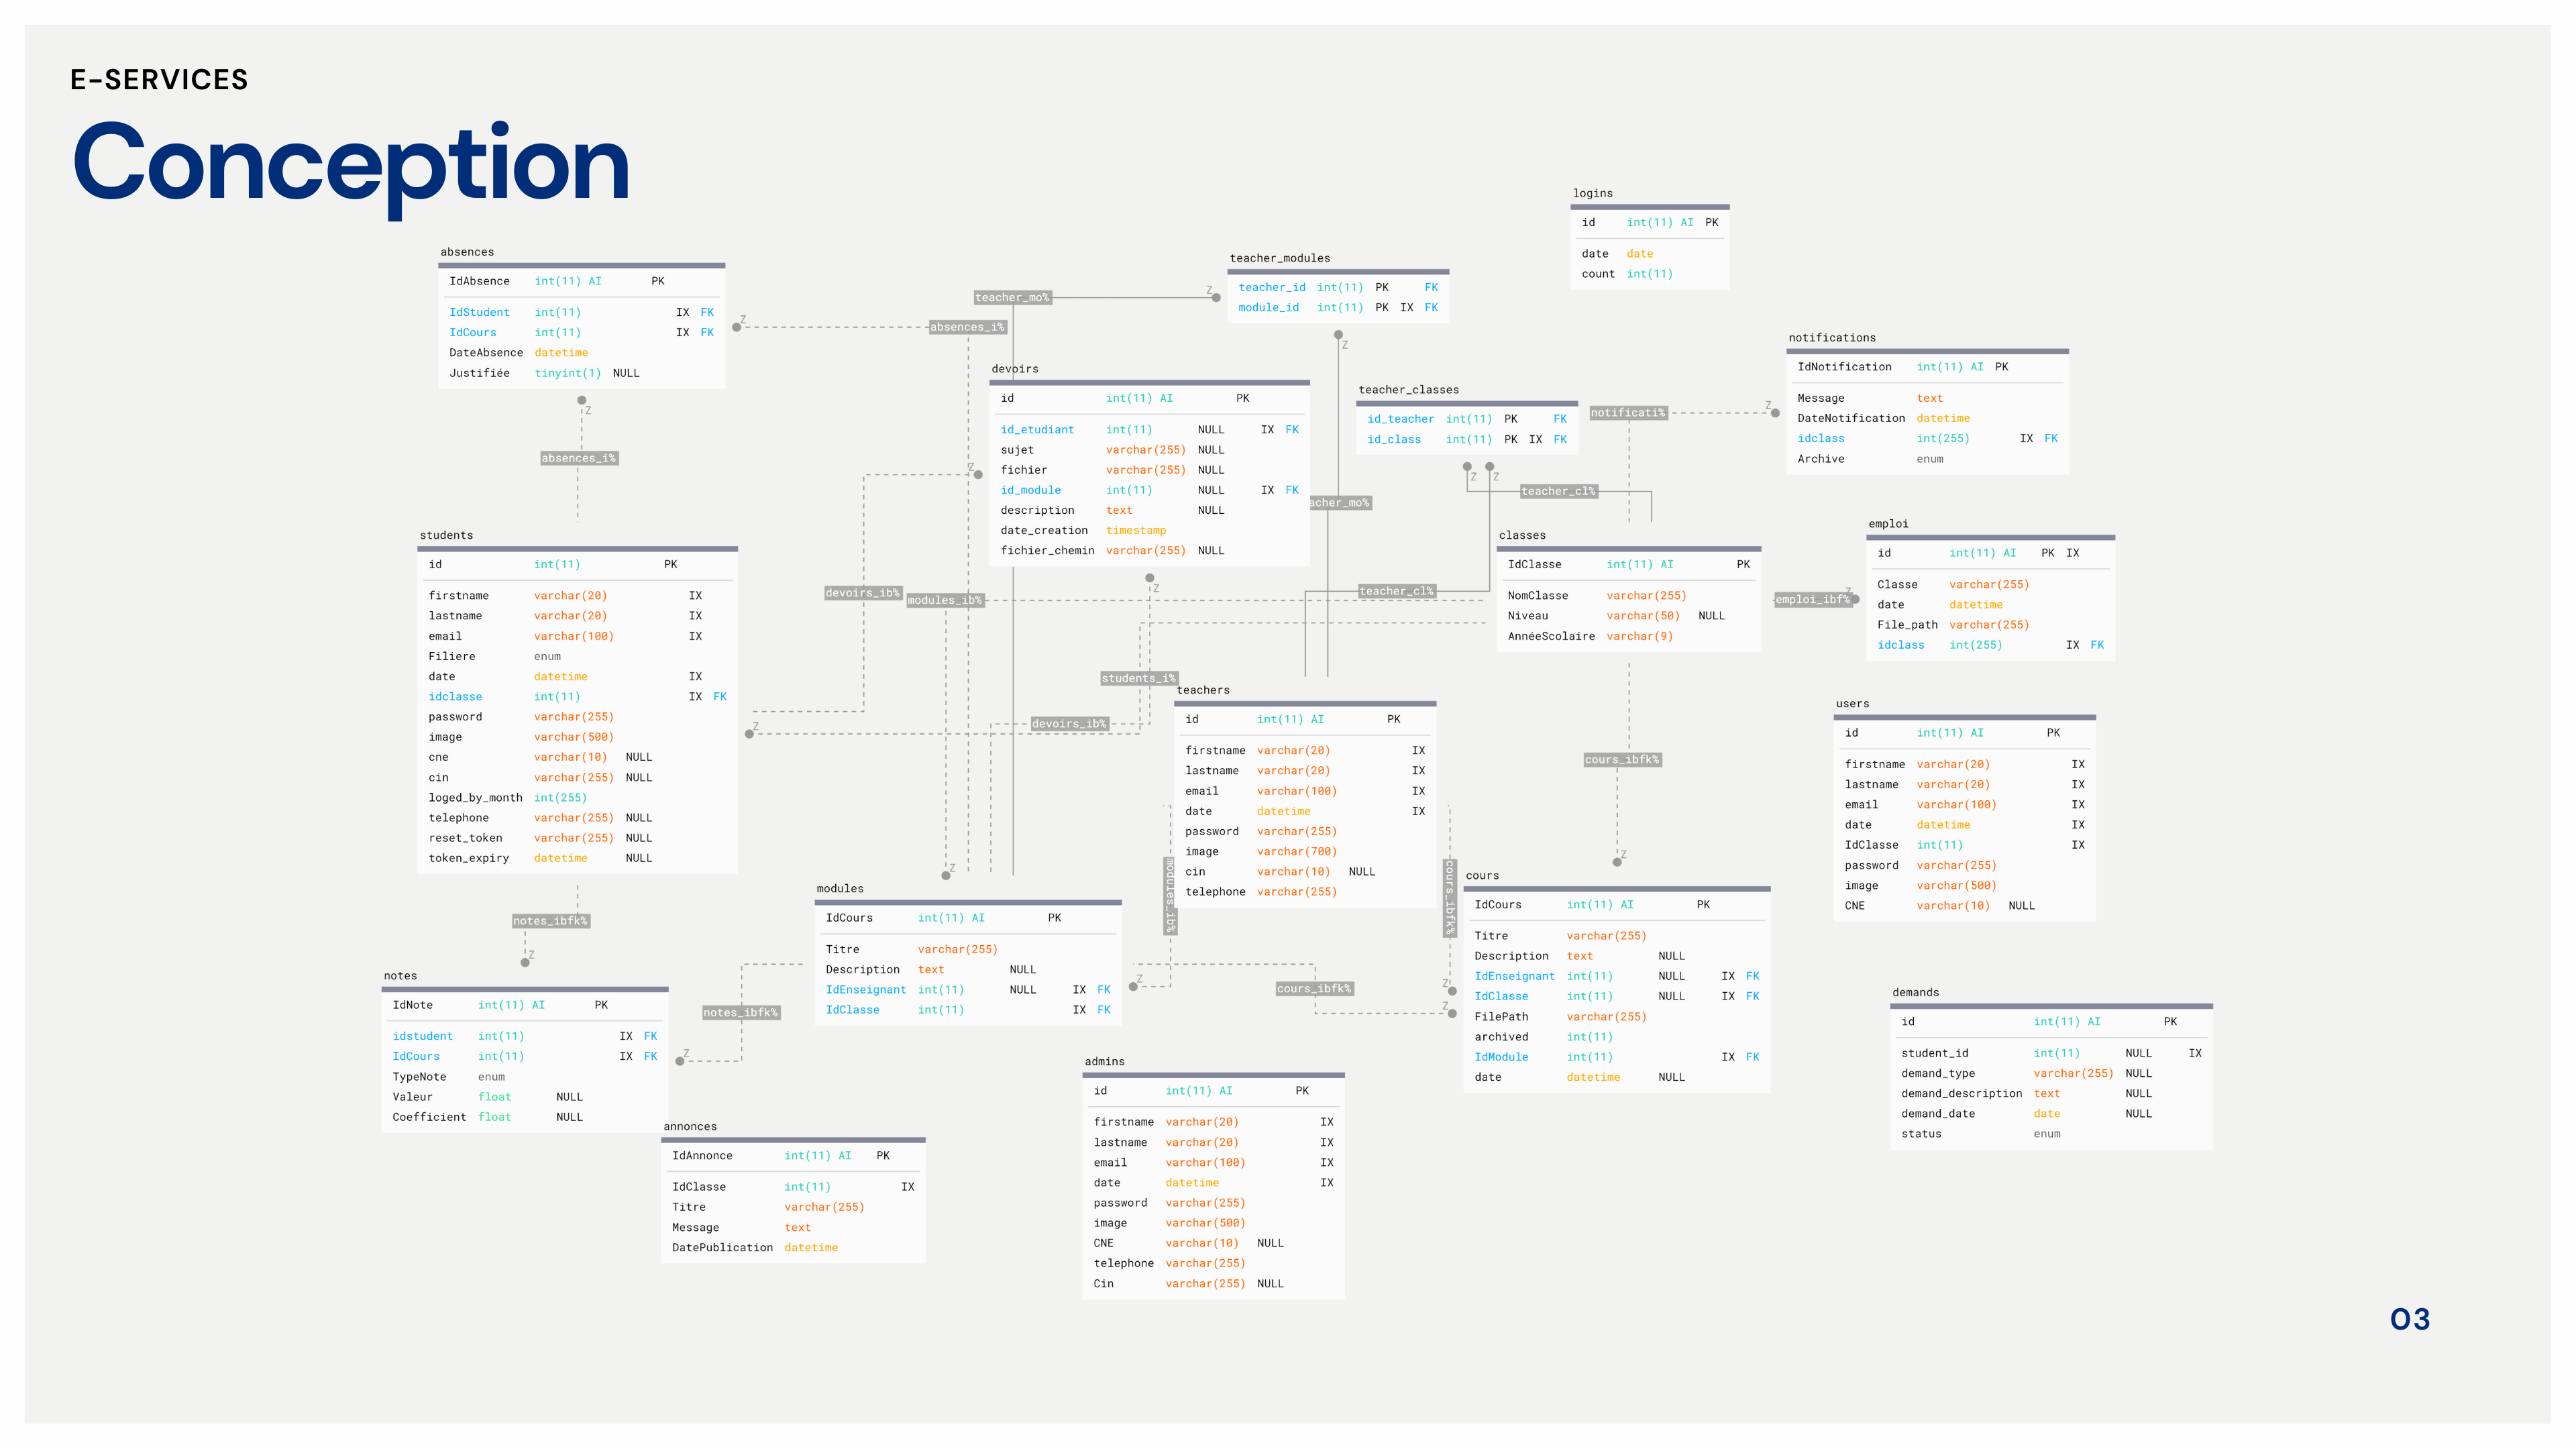 E-SERVICES
Conception
logins
id int(11) AI PK
date date
count int(11)
absences
IdAbsence int(11) AI PK
IdStudent int(11) IX FK
IdCours int(11) IX FK
DateAbsence datetime
Justifiée tinyint(1) NULL
teacher_modules
teacher_id int(11) PK FK
module_id int(11) PK IX FK
teacher_mo%
Z
absences_i%
Z
Z
notifications
IdNotification int(11) AI PK
Message text
DateNotification datetime
idclass int(255) IX FK
Archive enum
devoirs
id int(11) AI PK
id_etudiant int(11) NULL IX FK
sujet varchar(255) NULL
fichier varchar(255) NULL
id_module int(11) NULL IX FK
description text NULL
date_creation timestamp
fichier_chemin varchar(255) NULL
teacher_classes
id_teacher int(11) PK FK
id_class int(11) PK IX FK
notificati%
Z
Z
absences_i%
Z
Z
Z
teacher_cl%
acher_mo%
students
id int(11) PK
firstname varchar(20) IX
lastname varchar(20) IX
email varchar(100) IX
Filiere enum
date datetime IX
idclasse int(11) IX FK
password varchar(255)
image varchar(500)
cne varchar(10) NULL
cin varchar(255) NULL
loged_by_month int(255)
telephone varchar(255) NULL
reset_token varchar(255) NULL
token_expiry datetime NULL
classes
IdClasse int(11) AI PK
NomClasse varchar(255)
Niveau varchar(50) NULL
AnnéeScolaire varchar(9)
emploi
id int(11) AI PK IX
Classe varchar(255)
date datetime
File_path varchar(255)
idclass int(255) IX FK
devoirs_ib%
modules_ib%
Z
teacher_cl%
emploi_ibf%
Z
students_i%
devoirs_ib%
Z
teachers
id int(11) AI PK
firstname varchar(20) IX
lastname varchar(20) IX
email varchar(100) IX
date datetime IX
password varchar(255)
image varchar(700)
cin varchar(10) NULL
telephone varchar(255)
users
id int(11) AI PK
firstname varchar(20) IX
lastname varchar(20) IX
email varchar(100) IX
date datetime IX
IdClasse int(11) IX
password varchar(255)
image varchar(500)
CNE varchar(10) NULL
cours_ibfk%
Z
Z
modules_ib%
cours_ibfk%
notes_ibfk%
Z
modules
IdCours int(11) AI PK
Titre varchar(255)
Description text NULL
IdEnseignant int(11) NULL IX FK
IdClasse int(11) IX FK
cours
IdCours int(11) AI PK
Titre varchar(255)
Description text NULL
IdEnseignant int(11) NULL IX FK
IdClasse int(11) NULL IX FK
FilePath varchar(255)
archived int(11)
IdModule int(11) IX FK
date datetime NULL
Z
cours_ibfk%
Z
Z
notes_ibfk%
Z
notes
IdNote int(11) AI PK
idstudent int(11) IX FK
IdCours int(11) IX FK
TypeNote enum
Valeur float NULL
Coefficient float NULL
demands
id int(11) AI PK
student_id int(11) NULL IX
demand_type varchar(255) NULL
demand_description text NULL
demand_date date NULL
status enum
admins
id int(11) AI PK
firstname varchar(20) IX
lastname varchar(20) IX
email varchar(100) IX
date datetime IX
password varchar(255)
image varchar(500)
CNE varchar(10) NULL
telephone varchar(255)
Cin varchar(255) NULL
annonces
IdAnnonce int(11) AI PK
IdClasse int(11) IX
Titre varchar(255)
Message text
DatePublication datetime
03